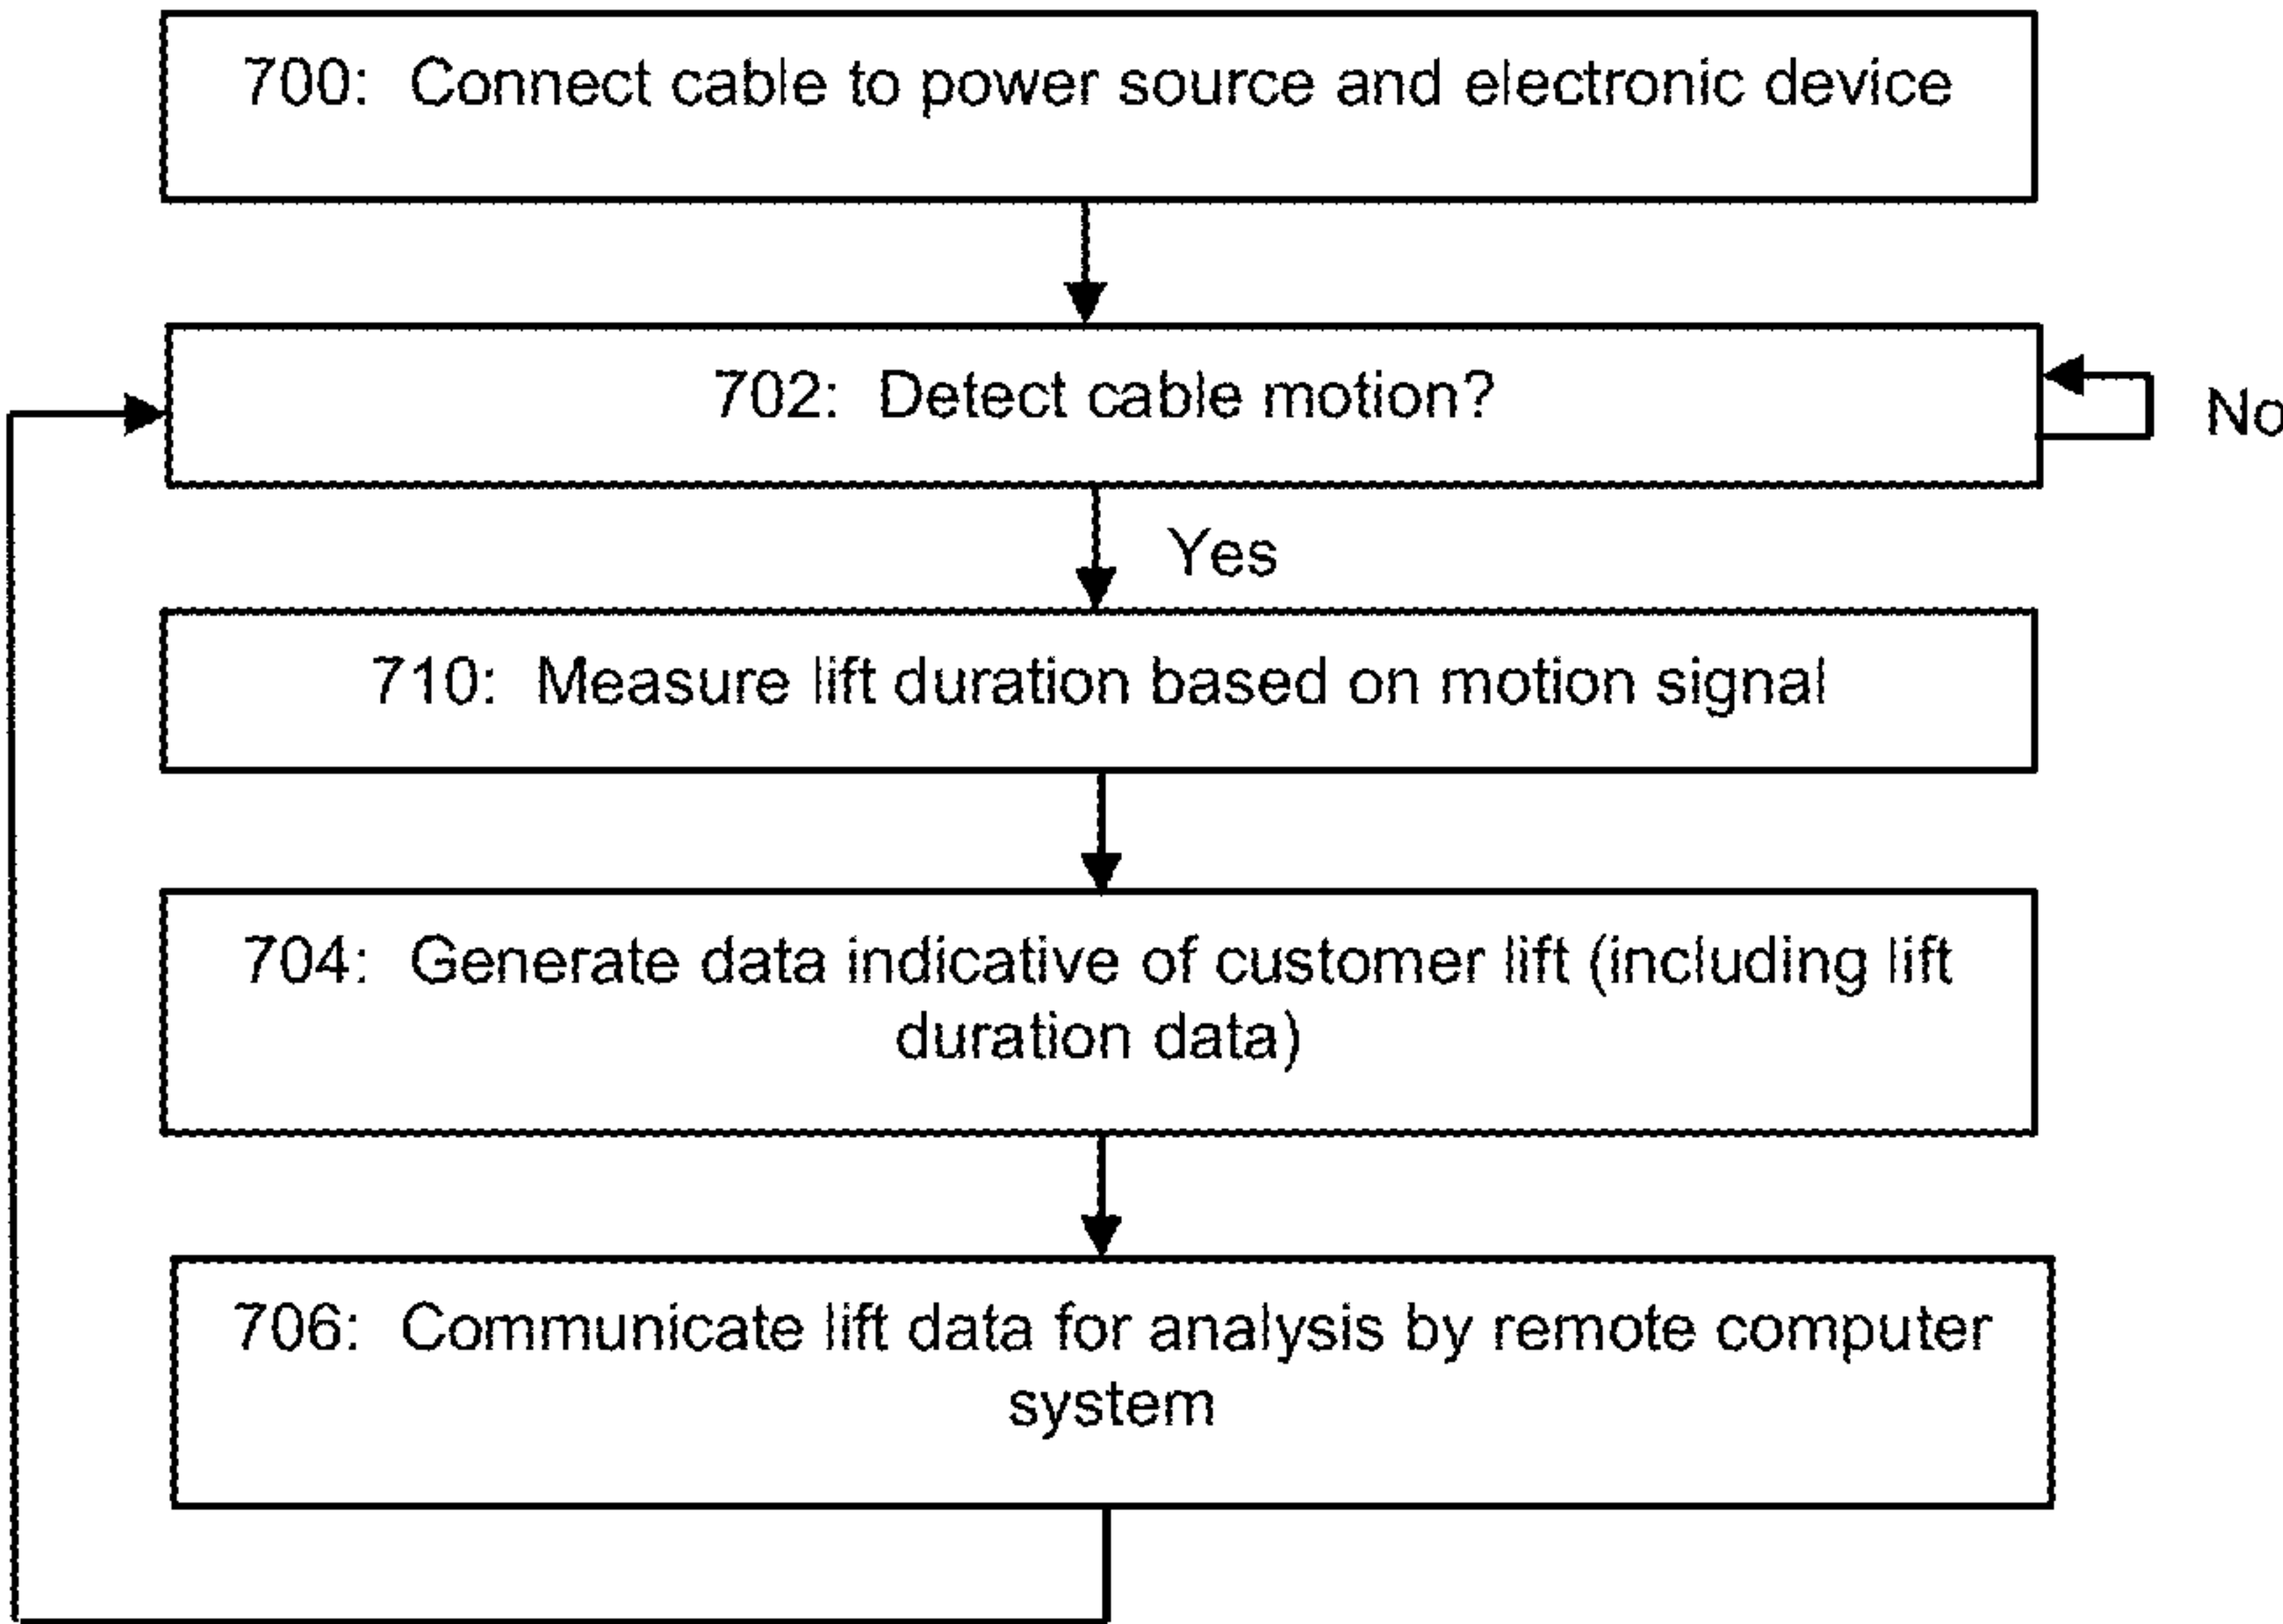 700: Connect cable to power source and electronic device
702: Detect cable motion?
No
Yes
710: Measure lift duration based on motion signal
704: Generate data indicative of customer lift (including lift
duration data)
706: Communicate lift data for analysis by remote computer
system